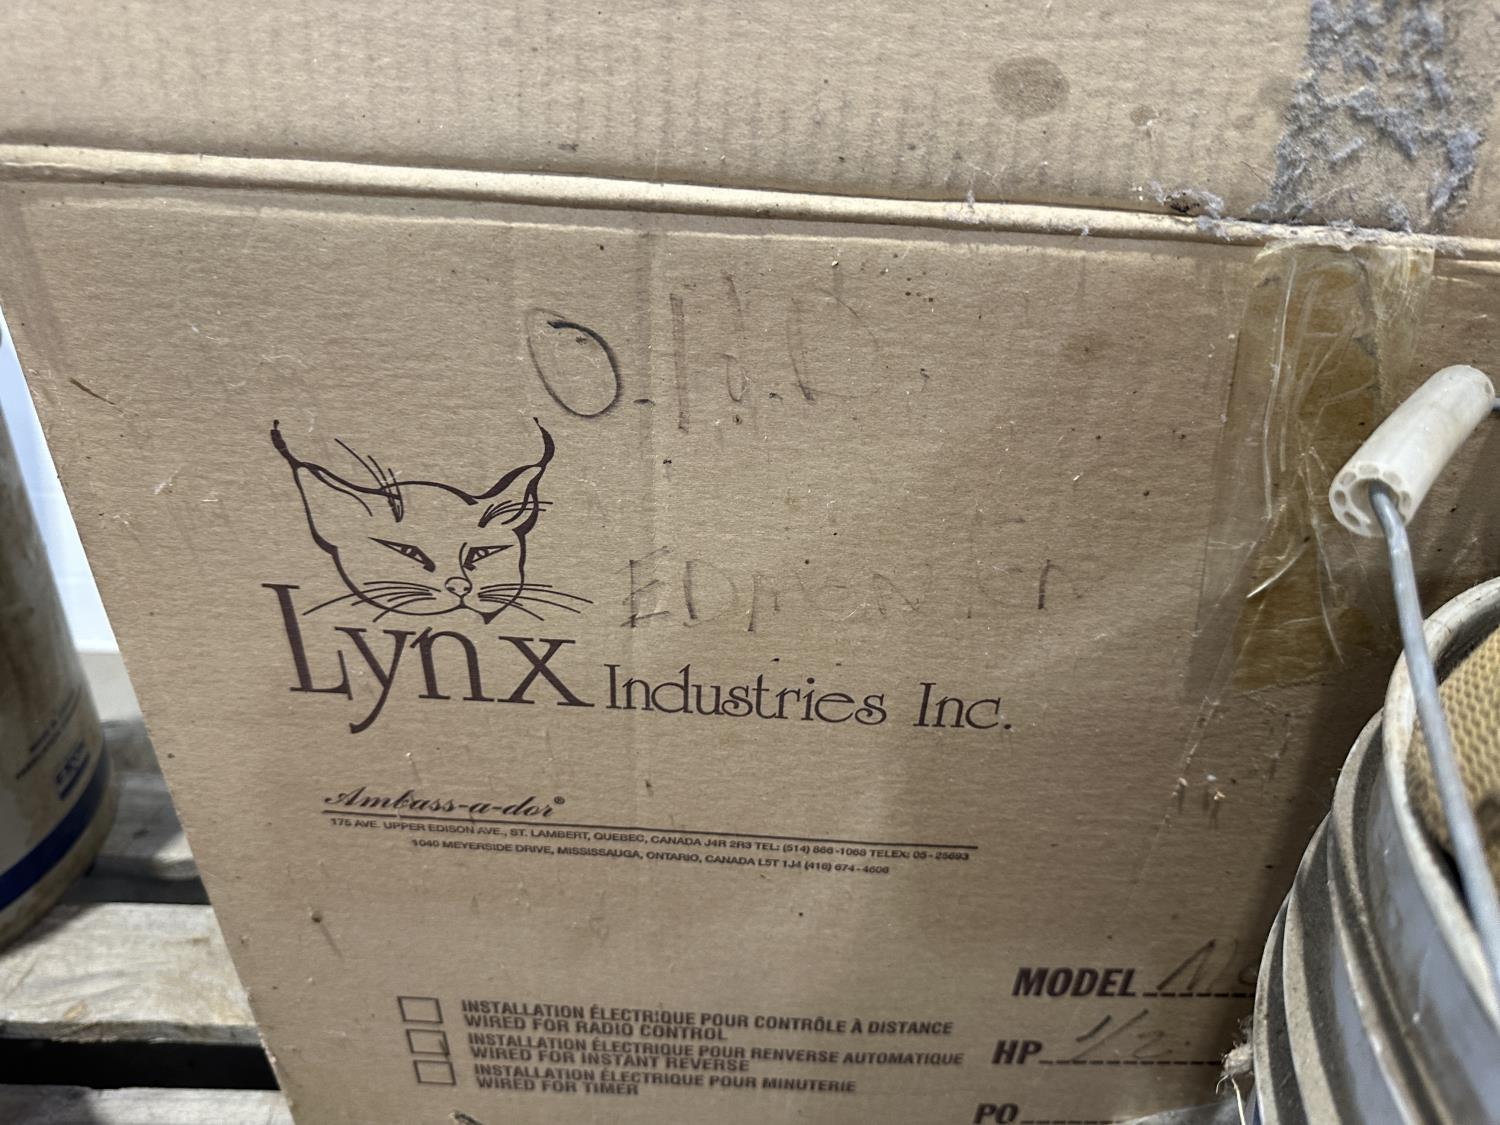 Lynx Industries Inc.
Ambass-a-dor®
175 AVE. UPPER EDISON AVE., ST. LAMBERT, QUEBEC, CANADA J4R 2R3 TEL: (514) 866-1068 TELEX: 05-25693
1040 MEYERSIDE DRIVE, MISSISSAUGA, ONTARIO, CANADA L5T 1J4 (416) 674-4606
MODEL
INSTALLATION ÉLECTRIQUE POUR CONTRÔLE À DISTANCE
WIRED FOR RADIO CONTROL
HP 1/2
INSTALLATION ÉLECTRIQUE POUR RENVERSE AUTOMATIQUE
WIRED FOR INSTANT REVERSE
INSTALLATION ÉLECTRIQUE POUR MINUTERIE
WIRED FOR TIMER
PO